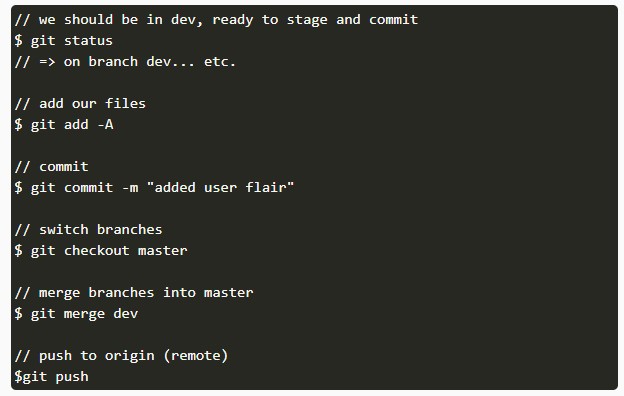 // we should be in dev, ready to stage and commit
$ git status
// => on branch dev... etc.
// add our files
$ git add -A
// commit
$ git commit -m "added user flair"
// switch branches
$ git checkout master
// merge branches into master
$ git merge dev
// push to origin (remote)
$git push